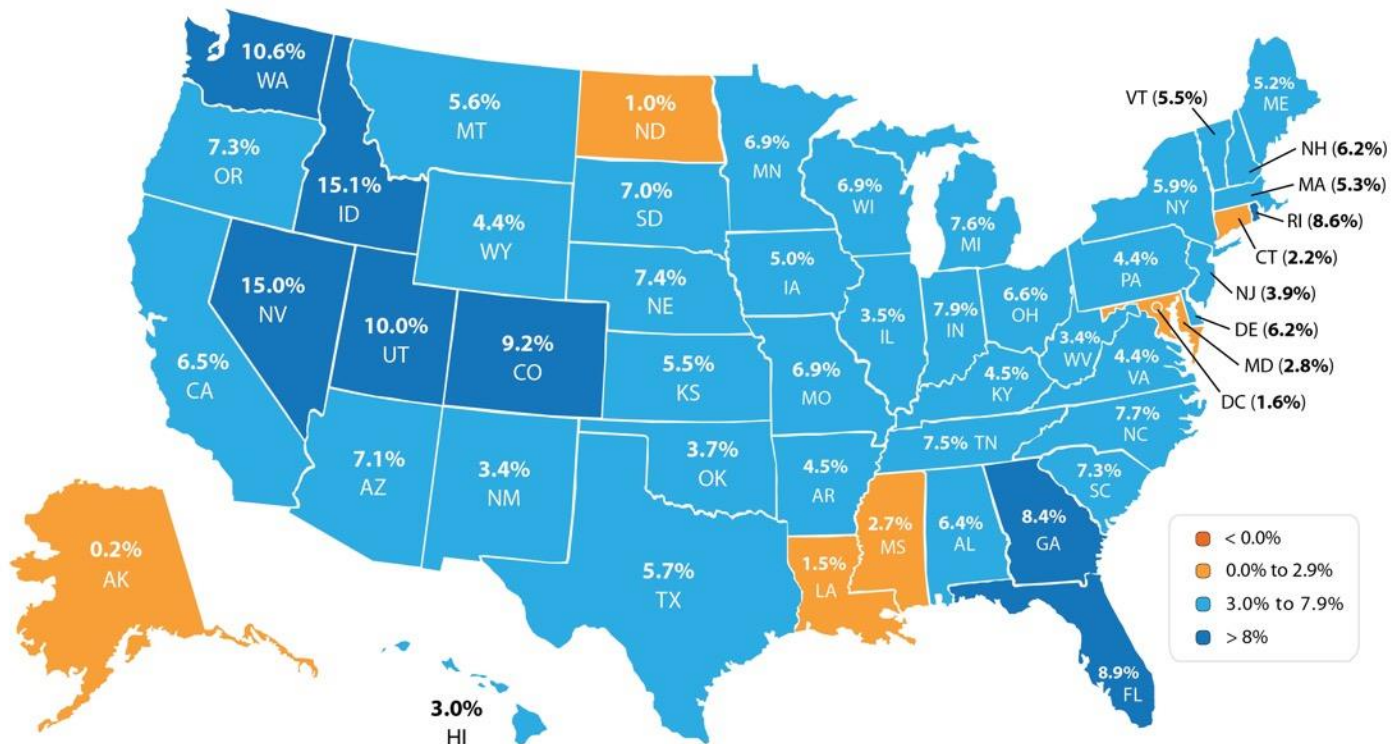 10.6%
WA
5.6%
MT
1.0%
ND
6.9%
MN
5.2%
ME
VT (5.5%)
NH (6.2%)
MA (5.3%)
RI (8.6%)
CT (2.2%)
NJ (3.9%)
DE (6.2%)
MD (2.8%)
DC (1.6%)
7.3%
OR
15.1%
ID
4.4%
WY
7.0%
SD
6.9%
WI
7.6%
MI
5.9%
NY
15.0%
NV
10.0%
UT
9.2%
CO
7.4%
NE
5.0%
IA
3.5%
IL
7.9%
IN
6.6%
OH
4.4%
PA
6.5%
CA
5.5%
KS
6.9%
MO
4.5%
KY
3.4%
WV
4.4%
VA
7.1%
AZ
3.4%
NM
3.7%
OK
4.5%
AR
7.5% TN
7.7%
NC
7.3%
SC
0.2%
AK
5.7%
TX
1.5%
LA
2.7%
MS
6.4%
AL
8.4%
GA
8.9%
FL
3.0%
HI
< 0.0%
0.0% to 2.9%
3.0% to 7.9%
> 8%